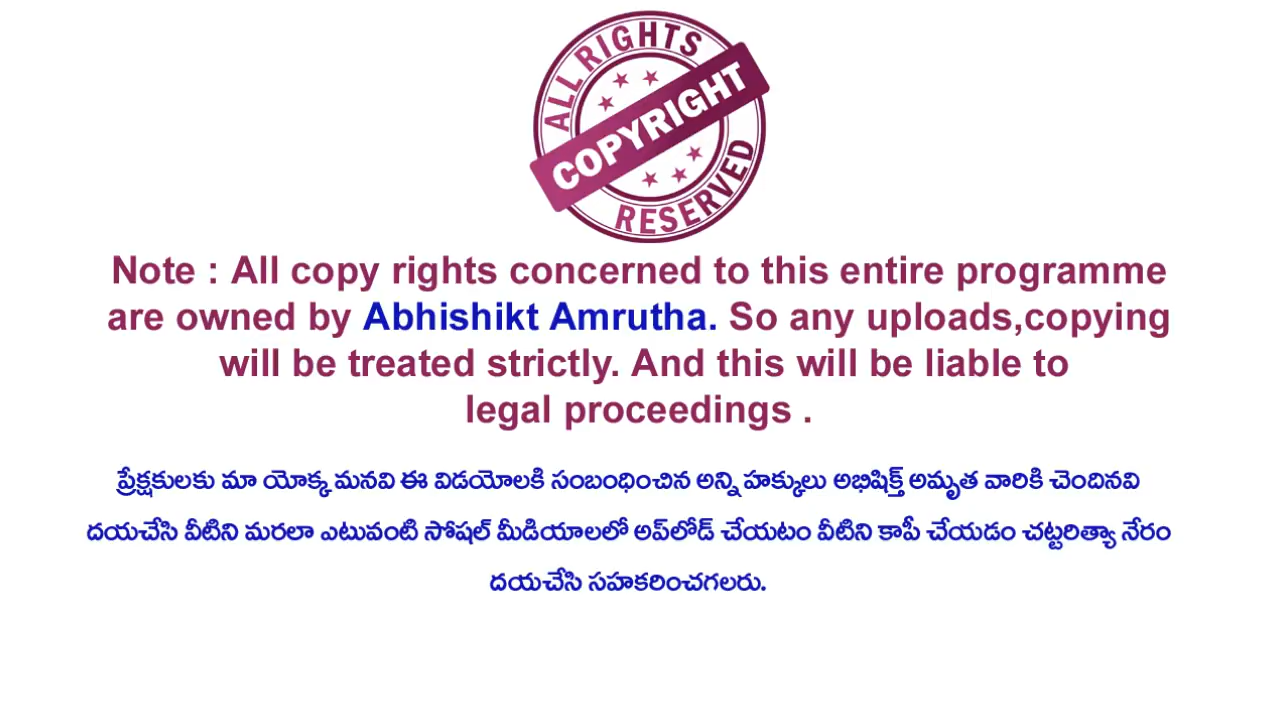 ALL RIGHTS
COPYRIGHT
RESERVED
Note : All copy rights concerned to this entire programme
are owned by Abhishikt Amrutha. So any uploads,copying
will be treated strictly. And this will be liable to
legal proceedings .
ప్రేక్షకులకు మా యొక్క మనవి ఈ విడయోలకి సంబంధించిన అన్ని హక్కులు అభిషిక్త్ అమృత వారికి చెందినవి
దయచేసి వీటిని మరలా ఎటువంటి సోషల్ మీడియాలలో అప్‌లోడ్ చేయటం వీటిని కాపీ చేయడం చట్టరిత్యా నేరం
దయచేసి సహకరించగలరు.